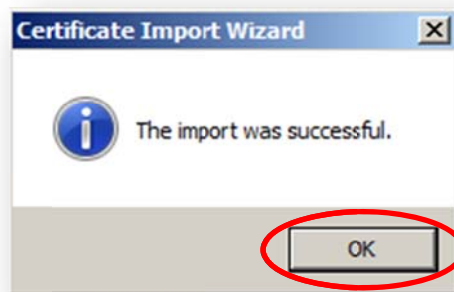 Certificate Import Wizard
The import was successful.
OK